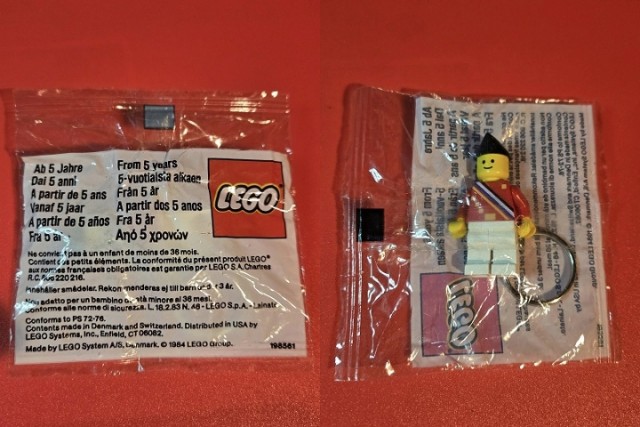 Ab 5 Jahre
Dai 5 anni
A partir de 5 ans
Vanaf 5 jaar
A partir de 5 años
Fra 5 år
From 5 years
5-vuotiaista alkaen
Från 5 år
A partir dos 5 anos
Fra 5 år
Από 5 χρονών
LEGO
Ne convient pas à un enfant de moins de 36 mois.
Contient des petits éléments. La conformité du présent produit LEGO®
aux normes françaises obligatoires est garantie per LEGO S.A. Chartres
R.C. 220 216.
Innehåller smådelar. Rekommenderas ej till barn under 3 år.
Non adatto per un bambino di età minore ai 36 mesi.
Conforme alle norme di sicurezza. L. 18.2.83 N. 46 - LEGO S.p.A. - Lainate
Conforms to PS 72-76.
Contents made in Denmark and Switzerland. Distributed in USA by
LEGO Systems, Inc., Enfield, CT 06082.
Made by LEGO System A/S, Denmark. © 1984 LEGO Group.
198561
LEGO